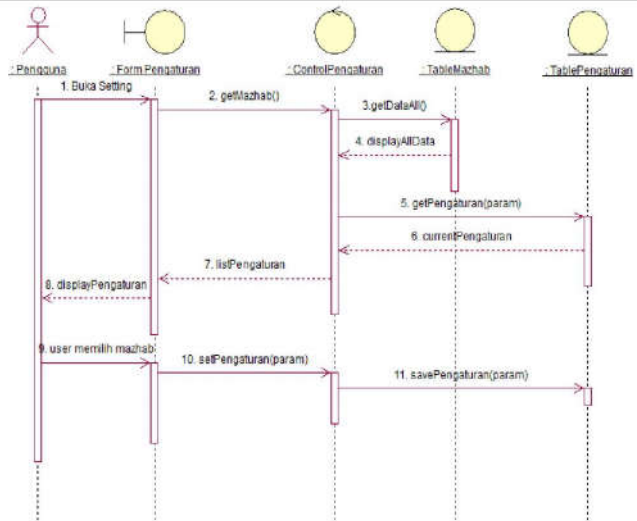 : Pengguna
: Form Pengaturan
: ControlPengaturan
: TableMazhab
: TablePengaturan
1. Buka Setting
2. getMazhab()
3.getDataAll()
4. displayAllData
5. getPengaturan(param)
6. currentPengaturan
7. listPengaturan
8. displayPengaturan
9. user memilih mazhab
10. setPengaturan(param)
11. savePengaturan(param)